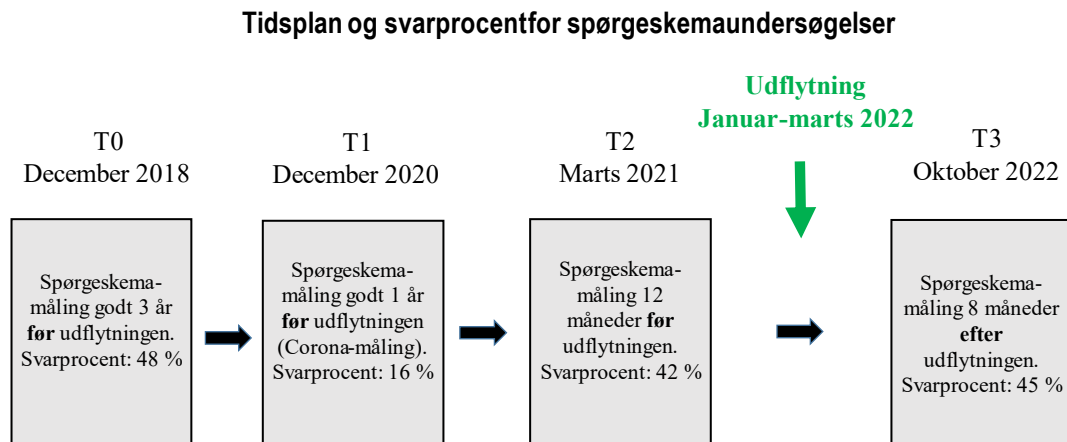 Tidsplan og svarprocentfor spørgeskemaundersøgelser
Udflytning
Januar-marts 2022
T0
December 2018
T1
December 2020
T2
Marts 2021
T3
Oktober 2022
Spørgeskema-
måling godt 3 år
før udflytningen.
Svarprocent: 48 %
Spørgeskema-
måling godt 1 år
før udflytningen
(Corona-måling).
Svarprocent: 16 %
Spørgeskema-
måling 12
måneder før
udflytningen.
Svarprocent: 42 %
Spørgeskema-
måling 8 måneder
efter
udflytningen.
Svarprocent: 45 %